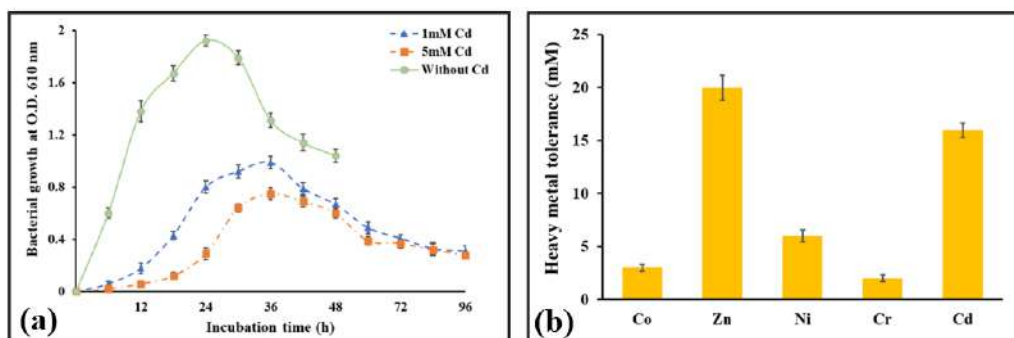 2
1.6
1.2
0.8
0.4
0
Bacterial growth at O.D. 610 nm
1mM Cd
5mM Cd
Without Cd
12 24 36 48 60 72 84 96
Incubation time (h)
(a)
25
20
15
10
5
0
Heavy metal tolerance (mM)
Co Zn Ni Cr Cd
(b)